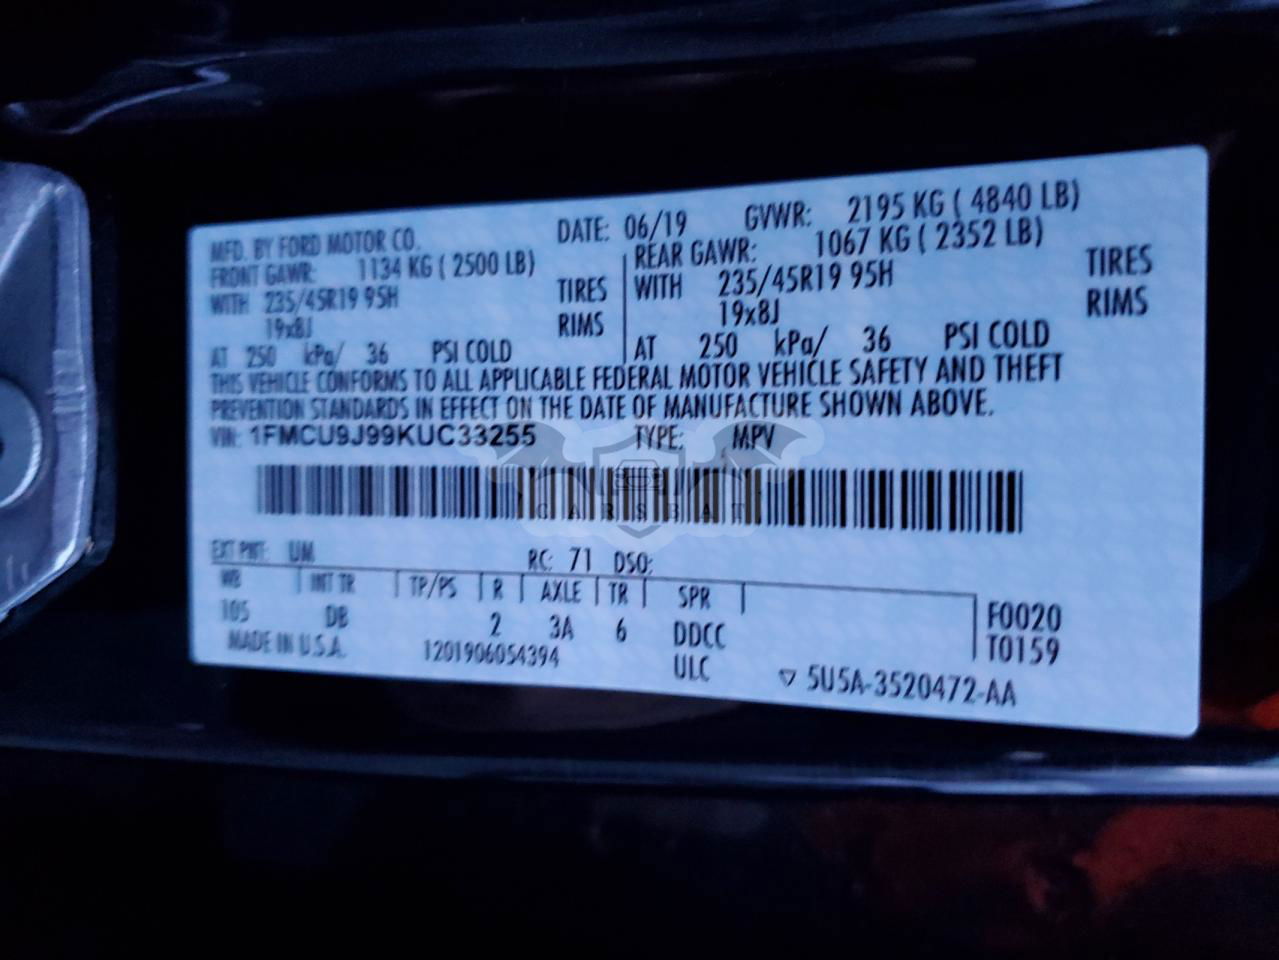 MFD. BY FORD MOTOR CO. DATE: 06/19 GVWR: 2195 KG ( 4840 LB)
FRONT GAWR: 1134 KG ( 2500 LB) REAR GAWR: 1067 KG ( 2352 LB)
WITH 235/45R19 95H TIRES WITH 235/45R19 95H TIRES
19x8J RIMS 19x8J RIMS
AT 250 kPa/ 36 PSI COLD AT 250 kPa/ 36 PSI COLD
THIS VEHICLE CONFORMS TO ALL APPLICABLE FEDERAL MOTOR VEHICLE SAFETY AND THEFT
PREVENTION STANDARDS IN EFFECT ON THE DATE OF MANUFACTURE SHOWN ABOVE.
VIN: 1FMCU9J99KUC33255 TYPE: MPV
CARSBAT
EXT PNT: UM RC: 71 DSO:
WB INT TR TP/PS R AXLE TR SPR F0020
105 DB 2 3A 6 DDCC T0159
MADE IN U.S.A. 1201906054394 ULC ▽ 5U5A-3520472-AA